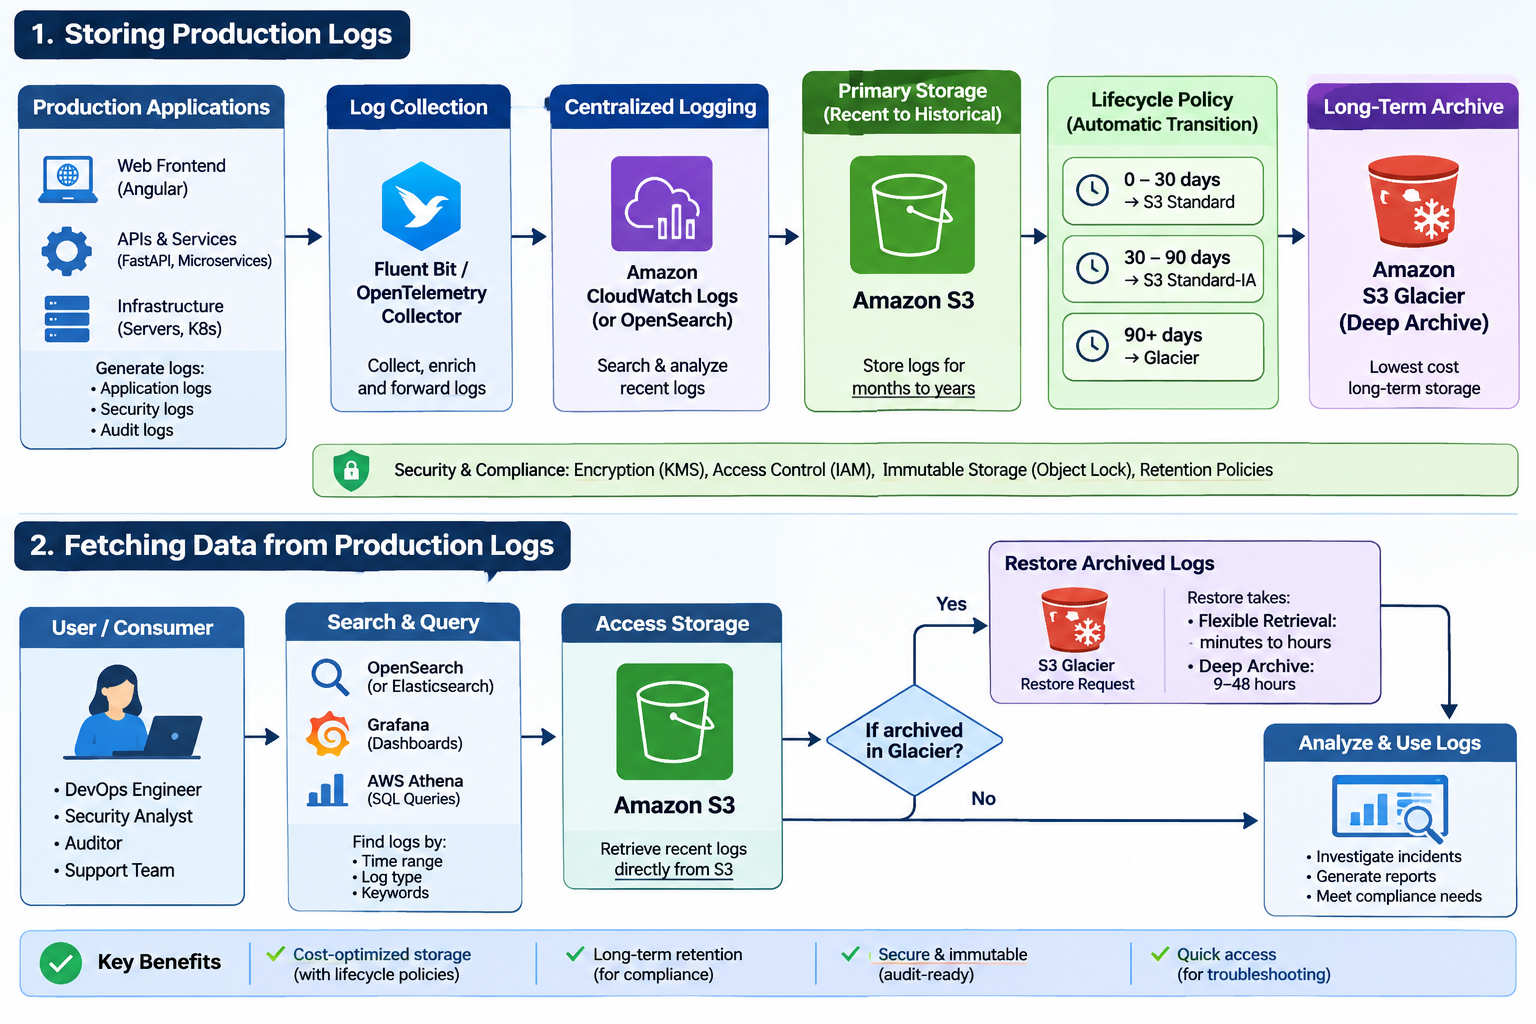 1. Storing Production Logs
Production Applications
Web Frontend
(Angular)
APIs & Services
(FastAPI, Microservices)
Infrastructure
(Servers, K8s)
Generate logs:
• Application logs
• Security logs
• Audit logs
Log Collection
Fluent Bit /
OpenTelemetry
Collector
Collect, enrich
and forward logs
Centralized Logging
Amazon
CloudWatch Logs
(or OpenSearch)
Search & analyze
recent logs
Primary Storage
(Recent to Historical)
Amazon S3
Store logs for
months to years
Lifecycle Policy
(Automatic Transition)
0 – 30 days
→ S3 Standard
30 – 90 days
→ S3 Standard-IA
90+ days
→ Glacier
Long-Term Archive
Amazon
S3 Glacier
(Deep Archive)
Lowest cost
long-term storage
Security & Compliance: Encryption (KMS), Access Control (IAM), Immutable Storage (Object Lock), Retention Policies
2. Fetching Data from Production Logs
User / Consumer
• DevOps Engineer
• Security Analyst
• Auditor
• Support Team
Search & Query
OpenSearch
(or Elasticsearch)
Grafana
(Dashboards)
AWS Athena
(SQL Queries)
Find logs by:
• Time range
• Log type
• Keywords
Access Storage
Amazon S3
Retrieve recent logs
directly from S3
If archived
in Glacier?
Yes
No
Restore Archived Logs
S3 Glacier
Restore Request
Restore takes:
• Flexible Retrieval:
- minutes to hours
• Deep Archive:
9–48 hours
Analyze & Use Logs
• Investigate incidents
• Generate reports
• Meet compliance needs
Key Benefits
Cost-optimized storage
(with lifecycle policies)
Long-term retention
(for compliance)
Secure & immutable
(audit-ready)
Quick access
(for troubleshooting)